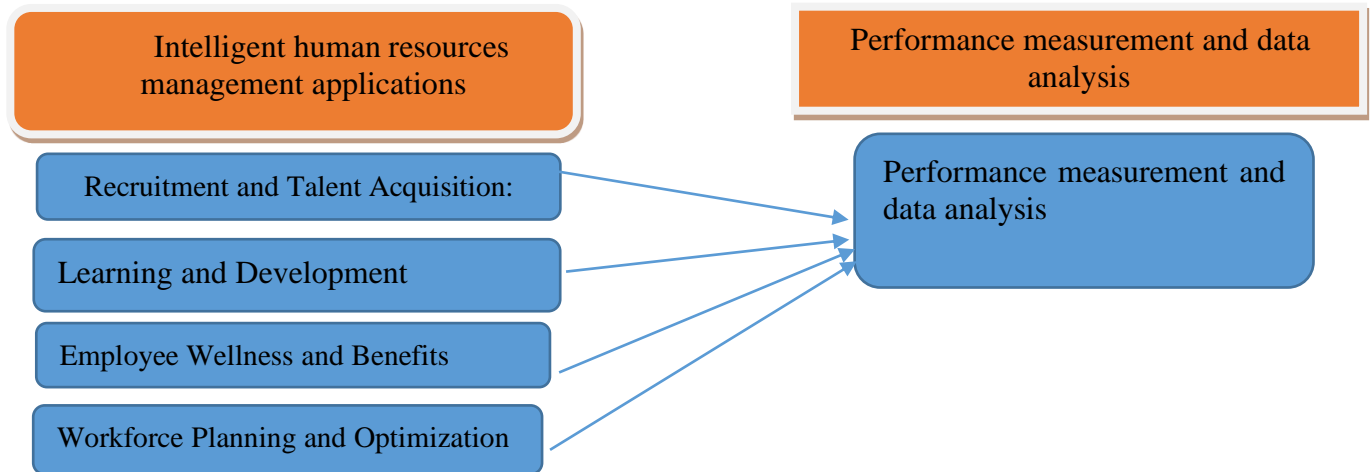 Intelligent human resources
management applications
Performance measurement and data
analysis
Recruitment and Talent Acquisition:
Learning and Development
Employee Wellness and Benefits
Workforce Planning and Optimization
Performance measurement and
data analysis